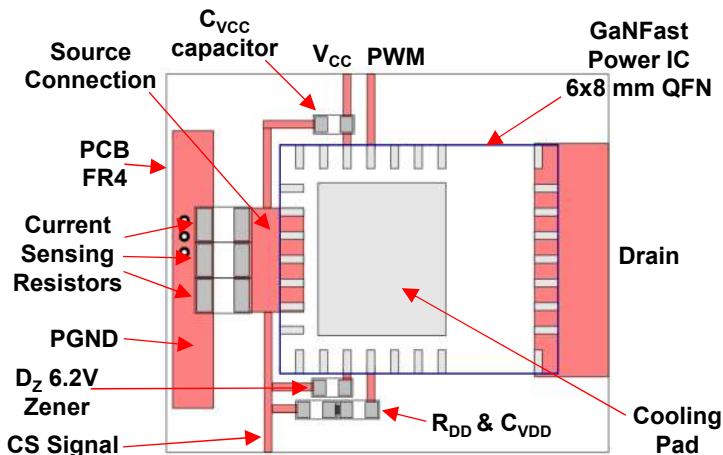 C_VCC
capacitor
Source
Connection
V_CC
PWM
GaNFast
Power IC
6x8 mm QFN
PCB
FR4
Current
Sensing
Resistors
Drain
PGND
D_Z 6.2V
Zener
CS Signal
R_DD & C_VDD
Cooling
Pad